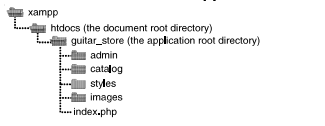 xampp
htdocs (the document root directory)
guitar_store (the application root directory)
admin
catalog
styles
images
index.php